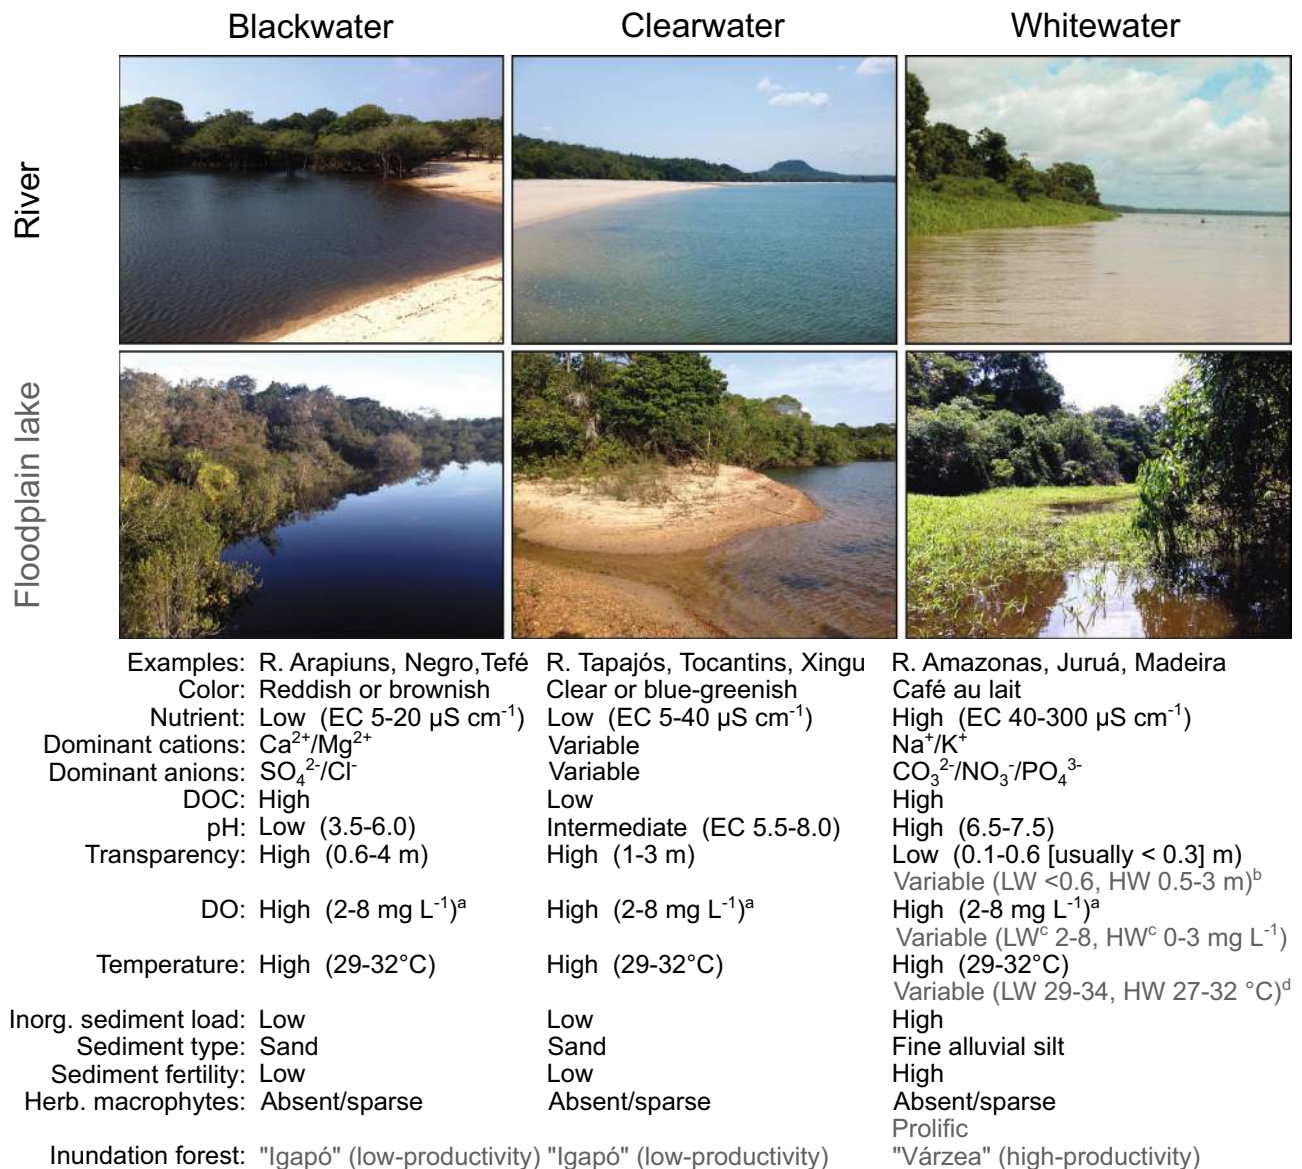 Blackwater Clearwater Whitewater
River
Floodplain lake
Examples: R. Arapiuns, Negro,Tefé R. Tapajós, Tocantins, Xingu R. Amazonas, Juruá, Madeira
Color: Reddish or brownish Clear or blue-greenish Café au lait
Nutrient: Low (EC 5-20 µS cm⁻¹) Low (EC 5-40 µS cm⁻¹) High (EC 40-300 µS cm⁻¹)
Dominant cations: Ca²⁺/Mg²⁺ Variable Na⁺/K⁺
Dominant anions: SO₄²⁻/Cl⁻ Variable CO₃²⁻/NO₃⁻/PO₄³⁻
DOC: High Low High
pH: Low (3.5-6.0) Intermediate (EC 5.5-8.0) High (6.5-7.5)
Transparency: High (0.6-4 m) High (1-3 m) Low (0.1-0.6 [usually < 0.3] m)
Variable (LW <0.6, HW 0.5-3 m)ᵇ
DO: High (2-8 mg L⁻¹)ᵃ High (2-8 mg L⁻¹)ᵃ High (2-8 mg L⁻¹)ᵃ
Variable (LWᶜ 2-8, HWᶜ 0-3 mg L⁻¹)
Temperature: High (29-32°C) High (29-32°C) High (29-32°C)
Variable (LW 29-34, HW 27-32 °C)ᵈ
Inorg. sediment load: Low Low High
Sediment type: Sand Sand Fine alluvial silt
Sediment fertility: Low Low High
Herb. macrophytes: Absent/sparse Absent/sparse Absent/sparse
Prolific
Inundation forest: "Igapó" (low-productivity) "Igapó" (low-productivity) "Várzea" (high-productivity)